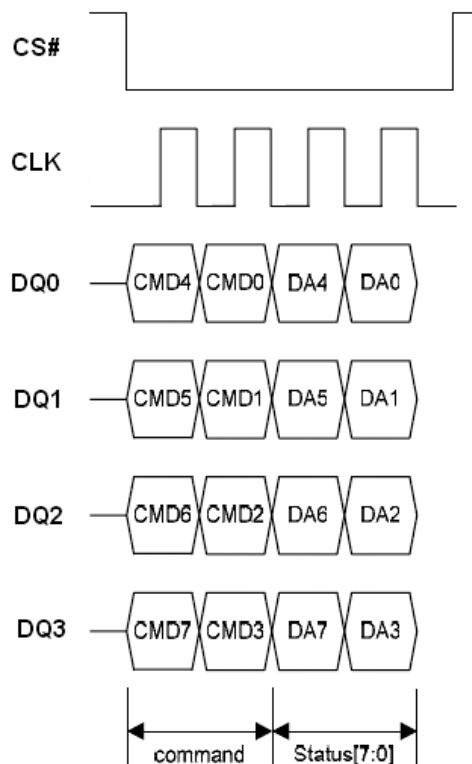 CS#
CLK
DQ0 CMD4 CMD0 DA4 DA0
DQ1 CMD5 CMD1 DA5 DA1
DQ2 CMD6 CMD2 DA6 DA2
DQ3 CMD7 CMD3 DA7 DA3
command Status[7:0]